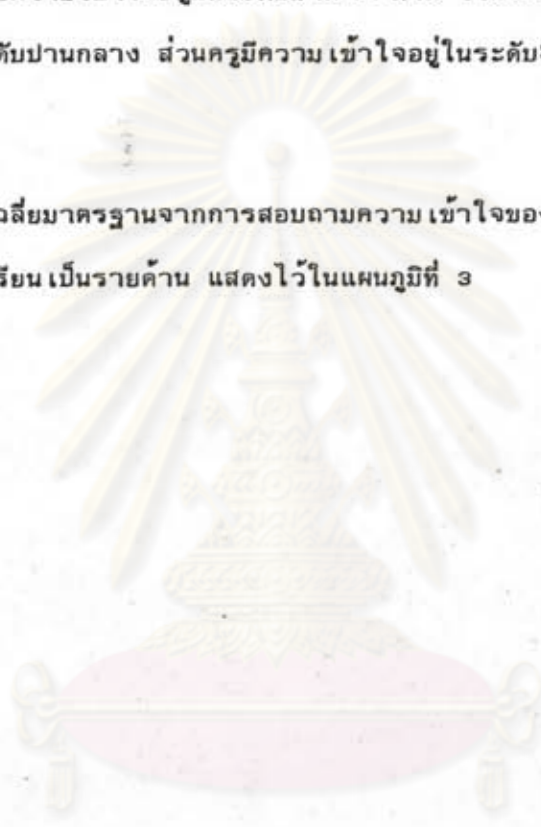 ดับปานกลาง ส่วนครูมีความเข้าใจอยู่ในระดับ
ฉลี่ยมาตรฐานจากการสอบถามความเข้าใจของ
รียนเป็นรายด้าน แสดงไว้ในแผนภูมิที่ 3